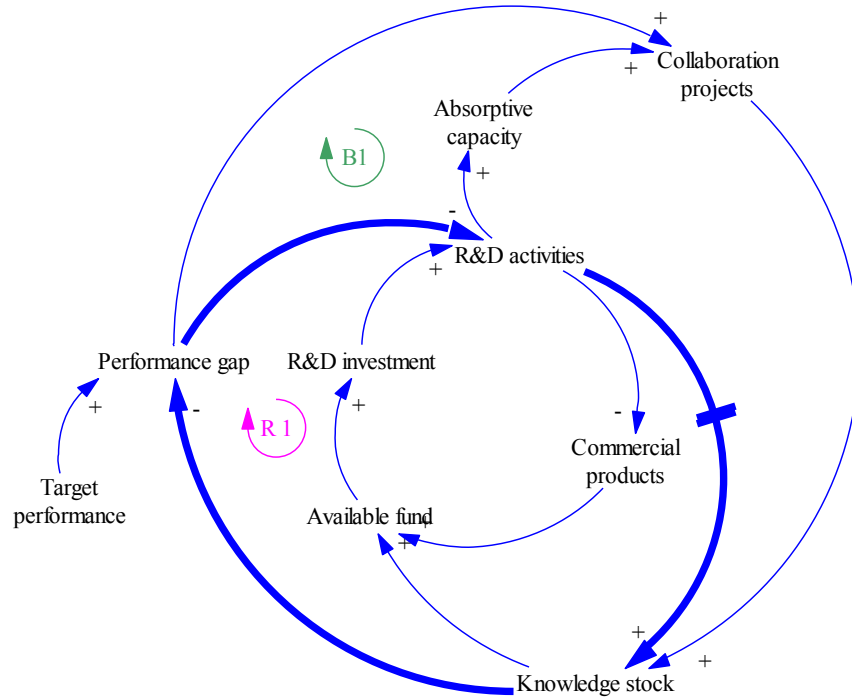 +
Collaboration
projects
+
Absorptive
capacity
B1
+
-
R&D activities
+
Performance gap
R&D investment
+
+
-
R 1
-
Commercial
products
Target
performance
Available fund
+
+
+
+
Knowledge stock